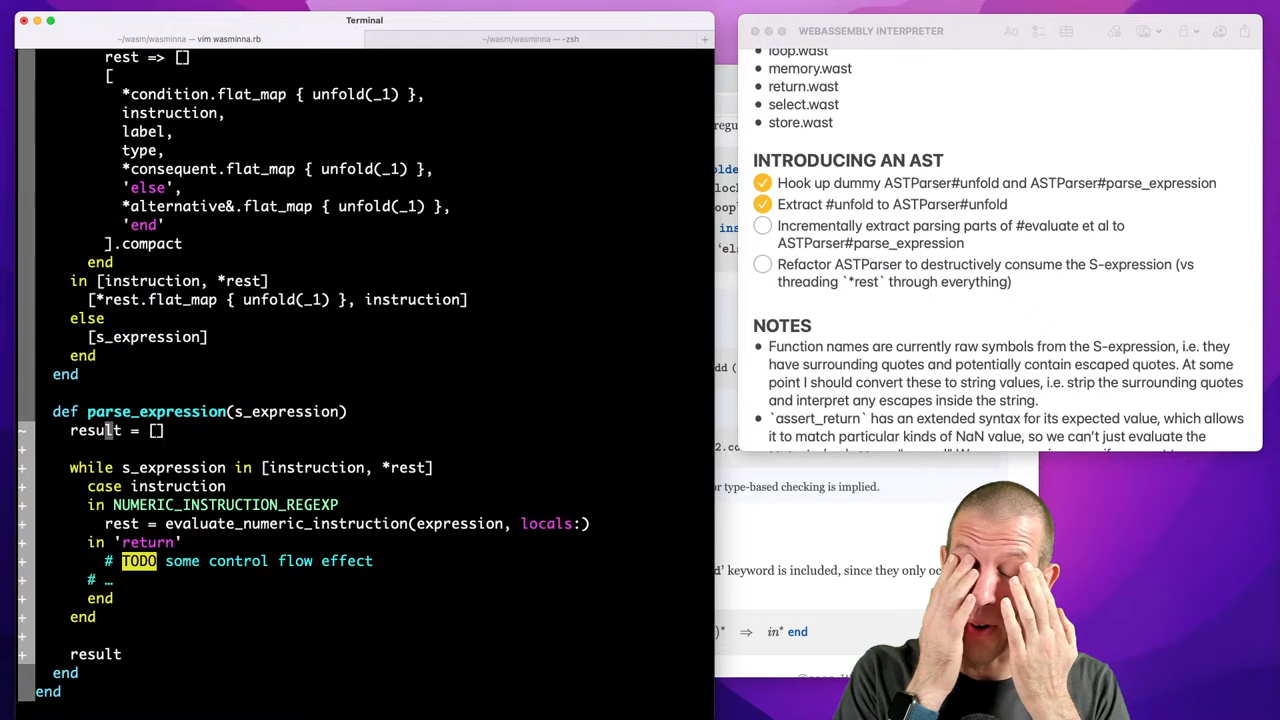 Terminal
~/wasm/wasminna — vim wasminna.rb
~/wasm/wasminna — -zsh
+
rest => []
[
*condition.flat_map { unfold(_1) },
instruction,
label,
type,
*consequent.flat_map { unfold(_1) },
'else',
*alternative&.flat_map { unfold(_1) },
'end'
].compact
end
in [instruction, *rest]
[*rest.flat_map { unfold(_1) }, instruction]
else
[s_expression]
end
end
def parse_expression(s_expression)
~ result = []
+
+ while s_expression in [instruction, *rest]
+ case instruction
+ in NUMERIC_INSTRUCTION_REGEXP
+ rest = evaluate_numeric_instruction(expression, locals:)
+ in 'return'
+ # TODO some control flow effect
+ # …
+ end
+ end
+
+ result
end
end
WEBASSEMBLY INTERPRETER
Aa
loop.wast
• memory.wast
• return.wast
• select.wast
• store.wast
INTRODUCING AN AST
Hook up dummy ASTParser#unfold and ASTParser#parse_expression
Extract #unfold to ASTParser#unfold
Incrementally extract parsing parts of #evaluate et al to
ASTParser#parse_expression
Refactor ASTParser to destructively consume the S-expression (vs
threading `*rest` through everything)
NOTES
• Function names are currently raw symbols from the S-expression, i.e. they
have surrounding quotes and potentially contain escaped quotes. At some
point I should convert these to string values, i.e. strip the surrounding quotes
and interpret any escapes inside the string.
• `assert_return` has an extended syntax for its expected value, which allows
it to match particular kinds of NaN value, so we can't just evaluate the
or type-based checking is implied.
keyword is included, since they only oc
)* ⇒ in* end